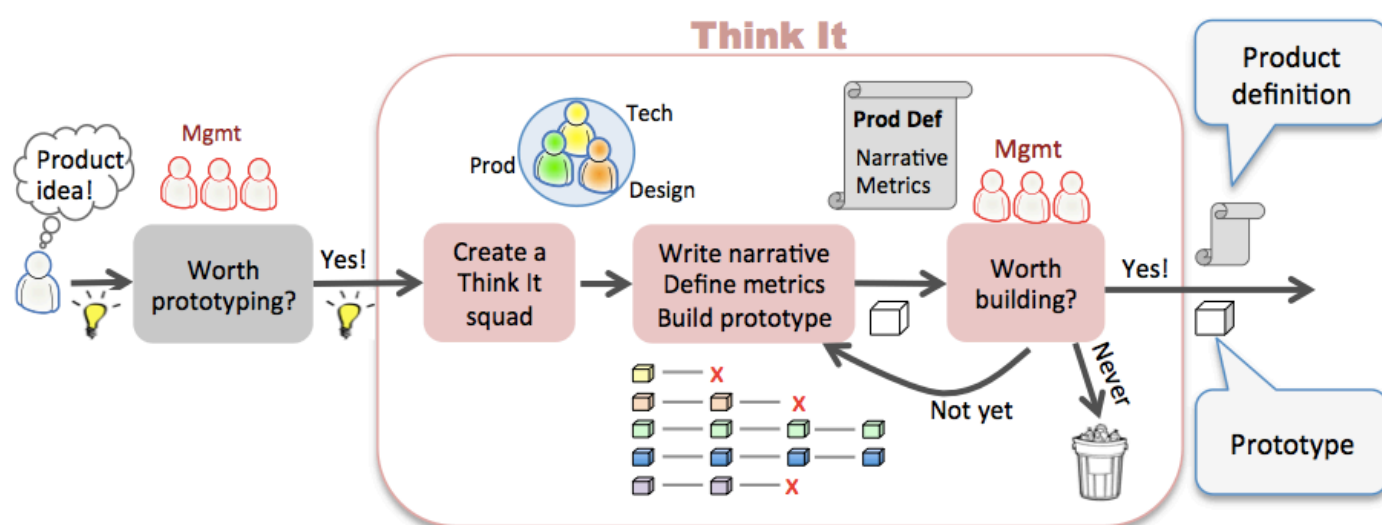 Think It
Product
idea!
Mgmt
Worth
prototyping?
Yes!
Tech
Prod
Design
Create a
Think It
squad
Write narrative
Define metrics
Build prototype
X
X
X
Prod Def
Narrative
Metrics
Mgmt
Worth
building?
Not yet
Never
Yes!
Product
definition
Prototype